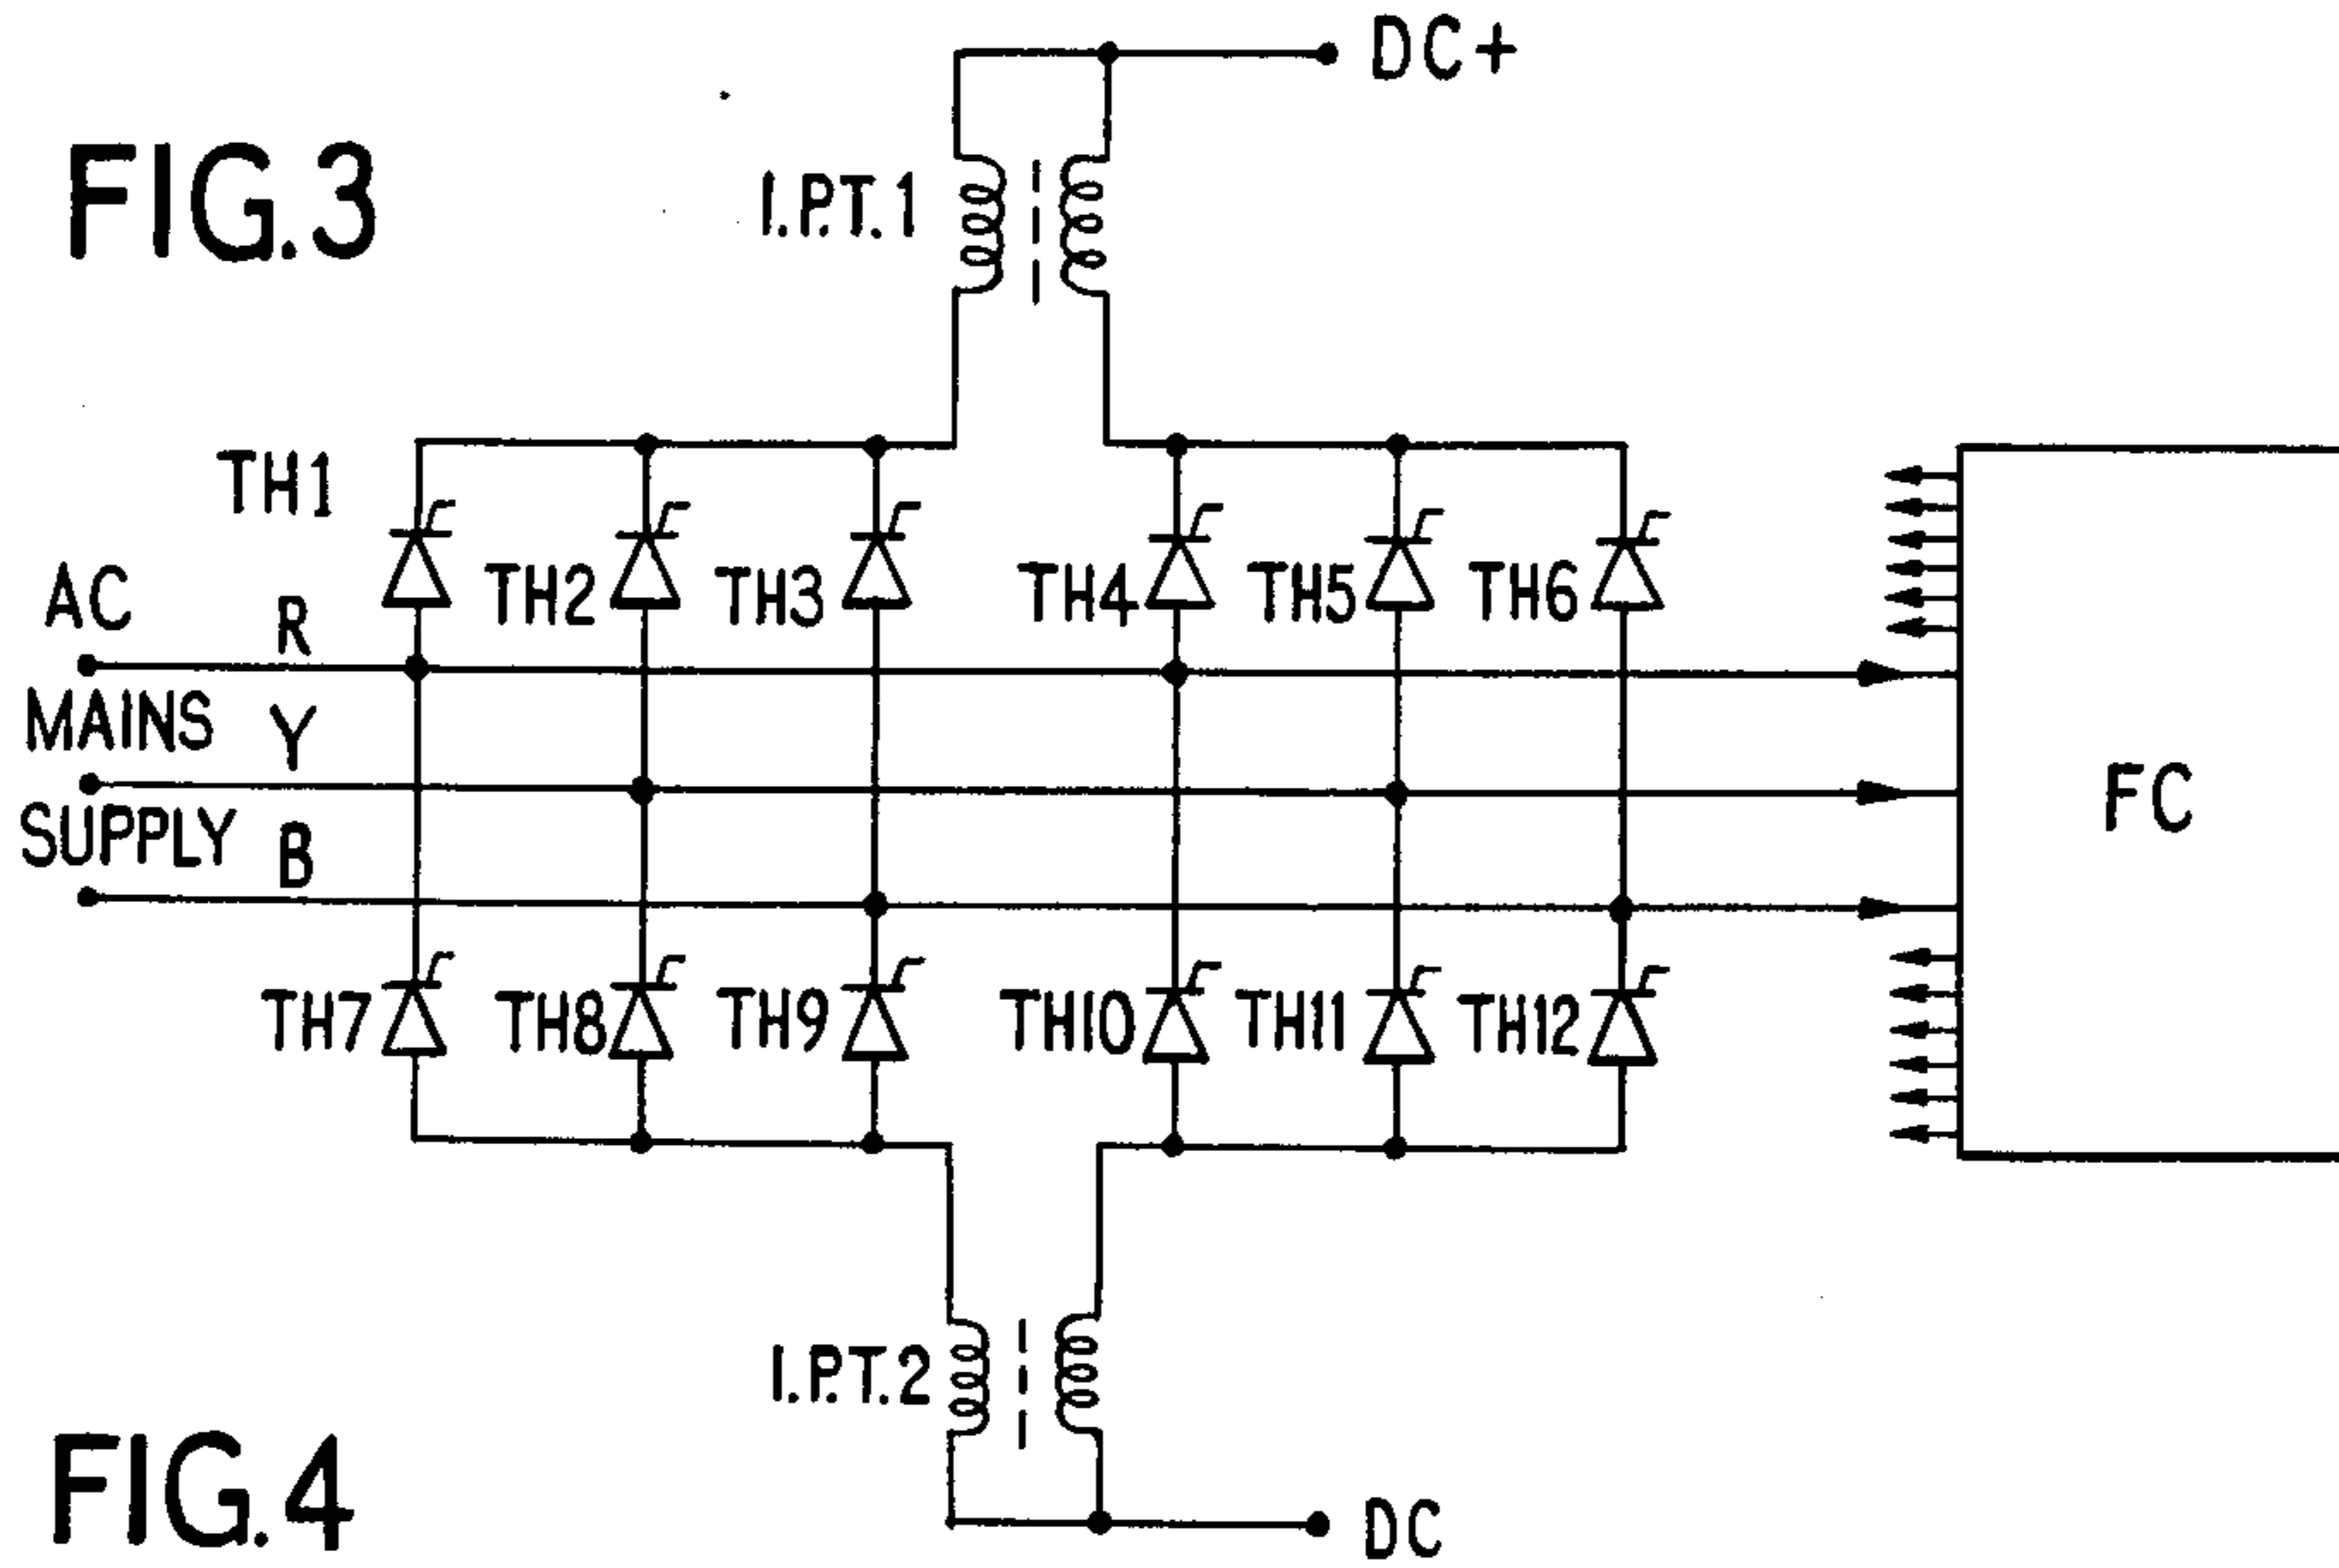 DC+
FIG.3
I.P.T.1
TH1
TH2 TH3 TH4 TH5 TH6
AC
R
MAINS
Y
SUPPLY
B
FC
TH7 TH8 TH9 TH10 TH11 TH12
I.P.T.2
FIG.4
DC